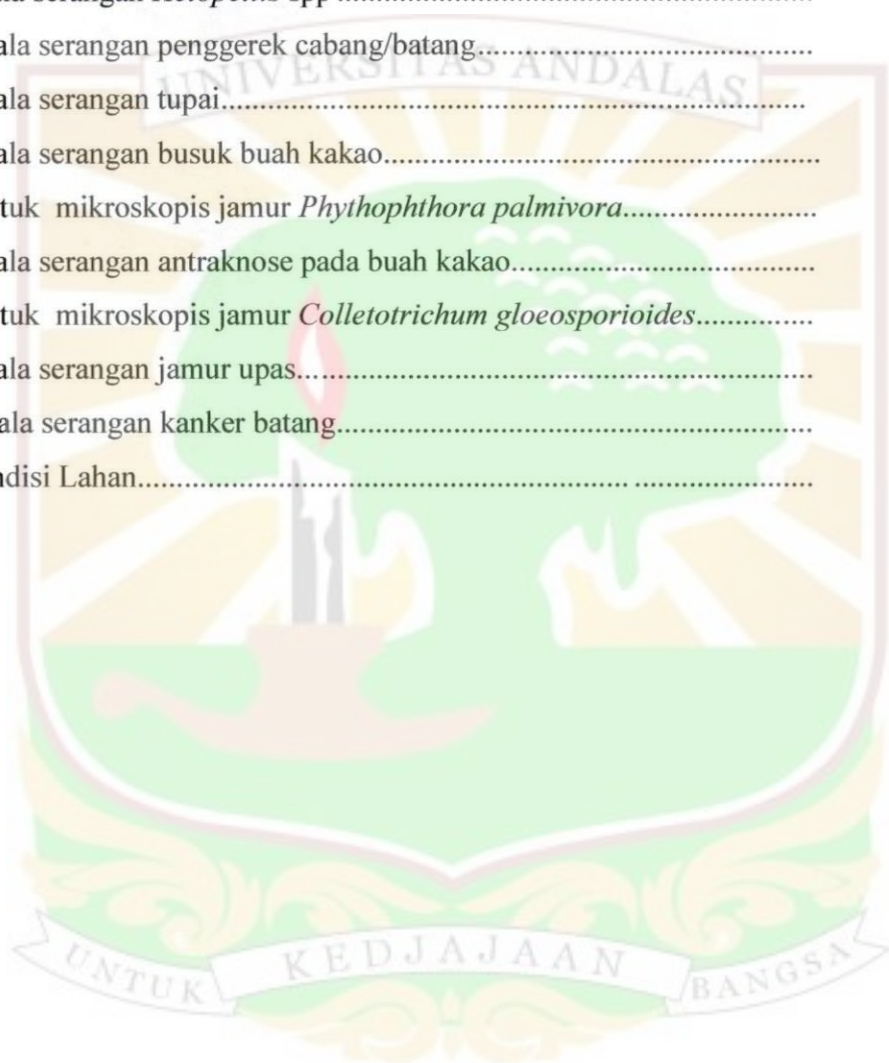 ala serangan penggerek cabang/batang................................................
UNIVERSITAS ANDALAS
ala serangan tupai...........................................................................
ala serangan busuk buah kakao........................................................
tuk mikroskopis jamur Phythophthora palmivora.........................
ala serangan antraknose pada buah kakao.......................................
tuk mikroskopis jamur Colletotrichum gloeosporioides...............
ala serangan jamur upas...................................................................
ala serangan kanker batang.............................................................
ndisi Lahan............................................................... .......................
UNTUK KEDJAJAAN BANGSA